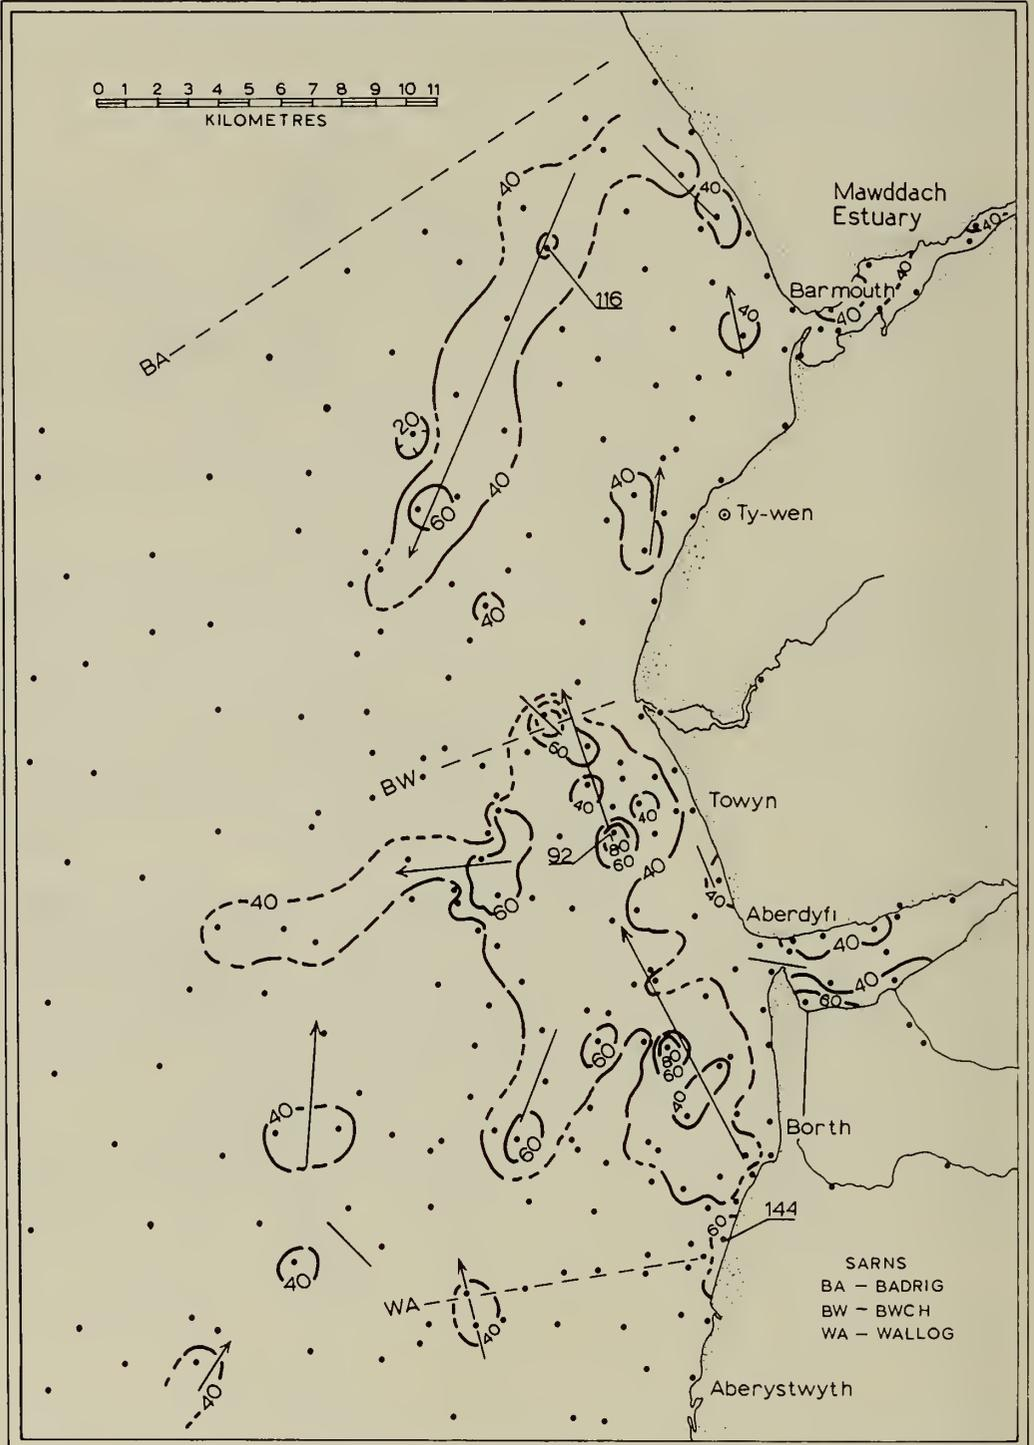 0 1 2 3 4 5 6 7 8 9 10 11
KILOMETRES
40
40
Mawddach
Estuary
40
40
Barmouth
40
116
40
BA
20
40
40
60
Ty-wen
40
60
BW
40
40
Towyn
92
80
60
40
40
60
40
Aberdyfi
40
40
60
60
80
60
40
40
60
Borth
144
60
40
WA
40
SARNS
BA – BADRIG
BW – BWCH
WA – WALLOG
40
Aberystwyth